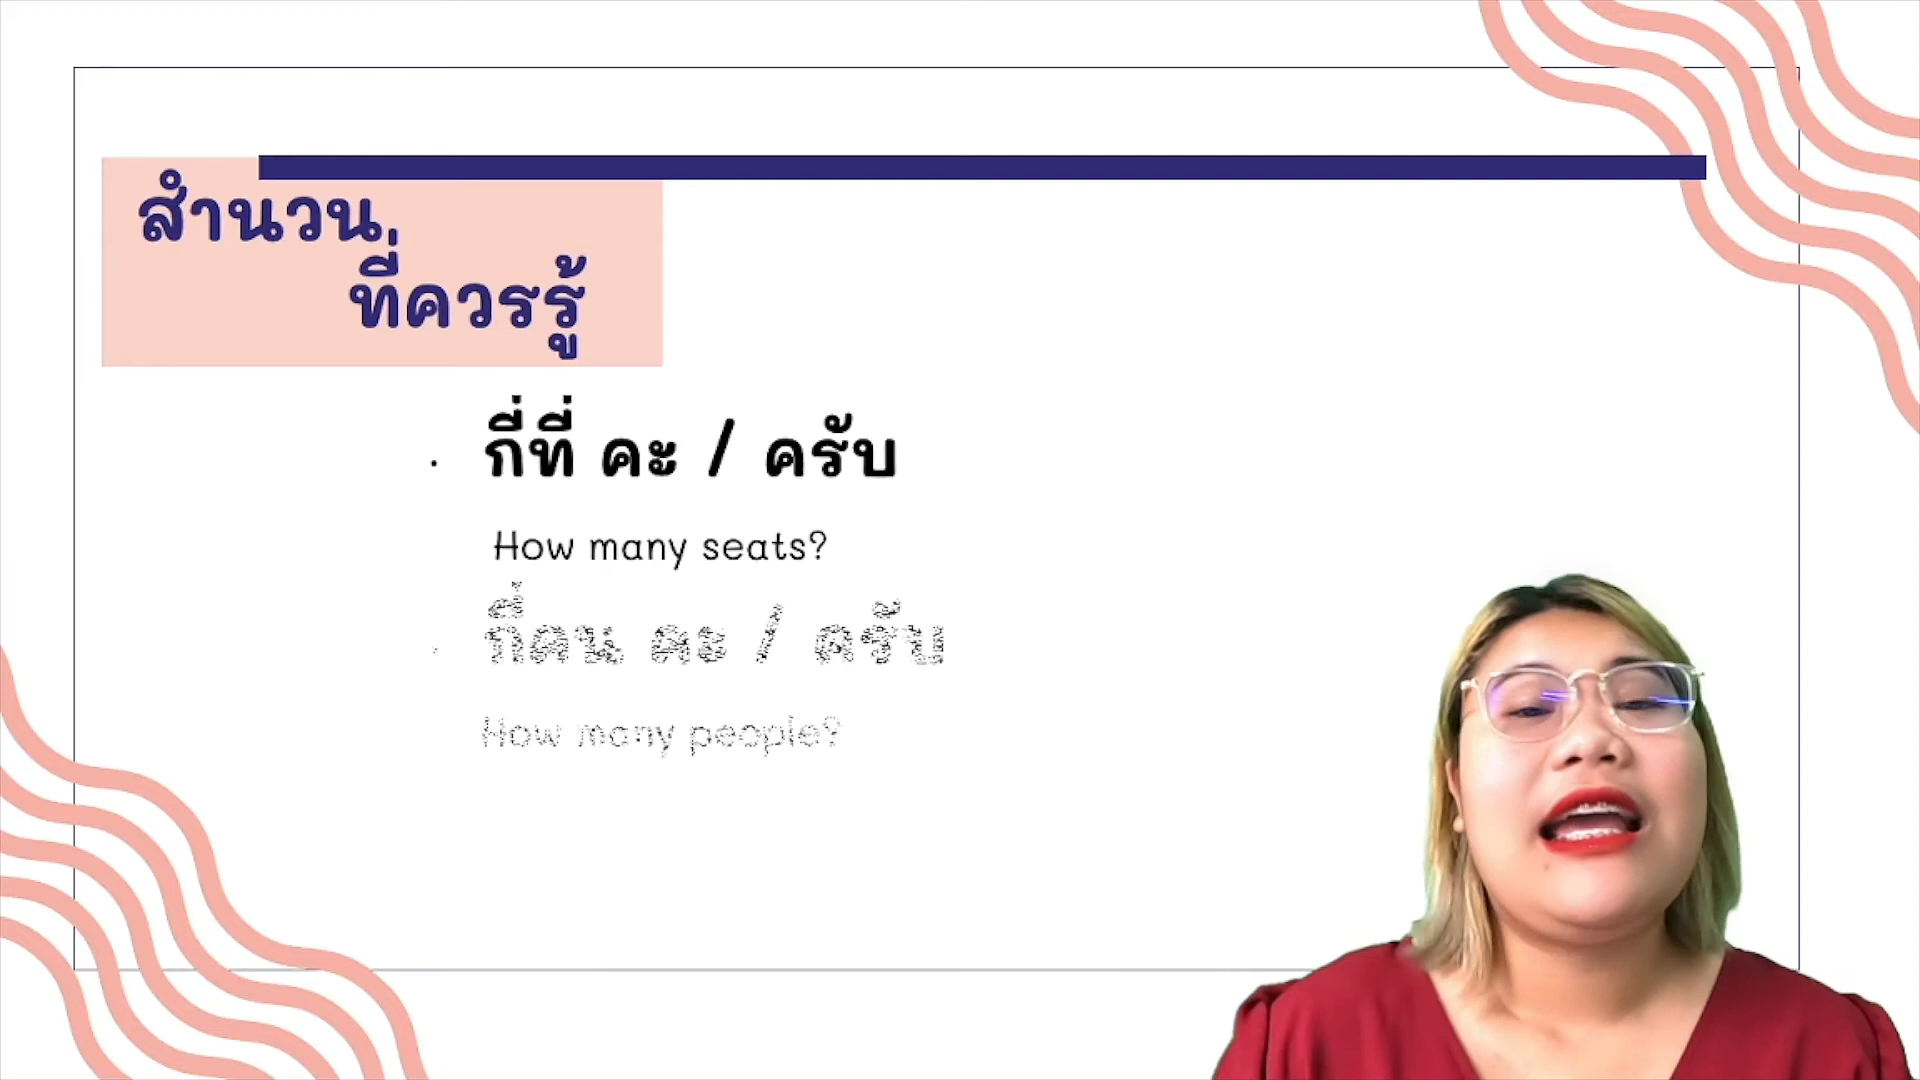 สำนวน
ที่ควรรู้
· กี่ที่ คะ / ครับ
How many seats?
· กี่คน คะ / ครับ
How many people?